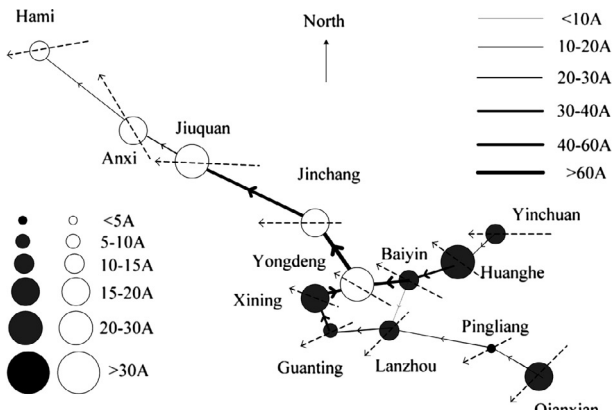 Hami
North
<10A
10-20A
20-30A
30-40A
40-60A
>60A
Jiuquan
Anxi
Jinchang
<5A
5-10A
10-15A
15-20A
20-30A
>30A
Yinchuan
Baiyin
Huanghe
Yongdeng
Xining
Pingliang
Guanting
Lanzhou
Qianxian